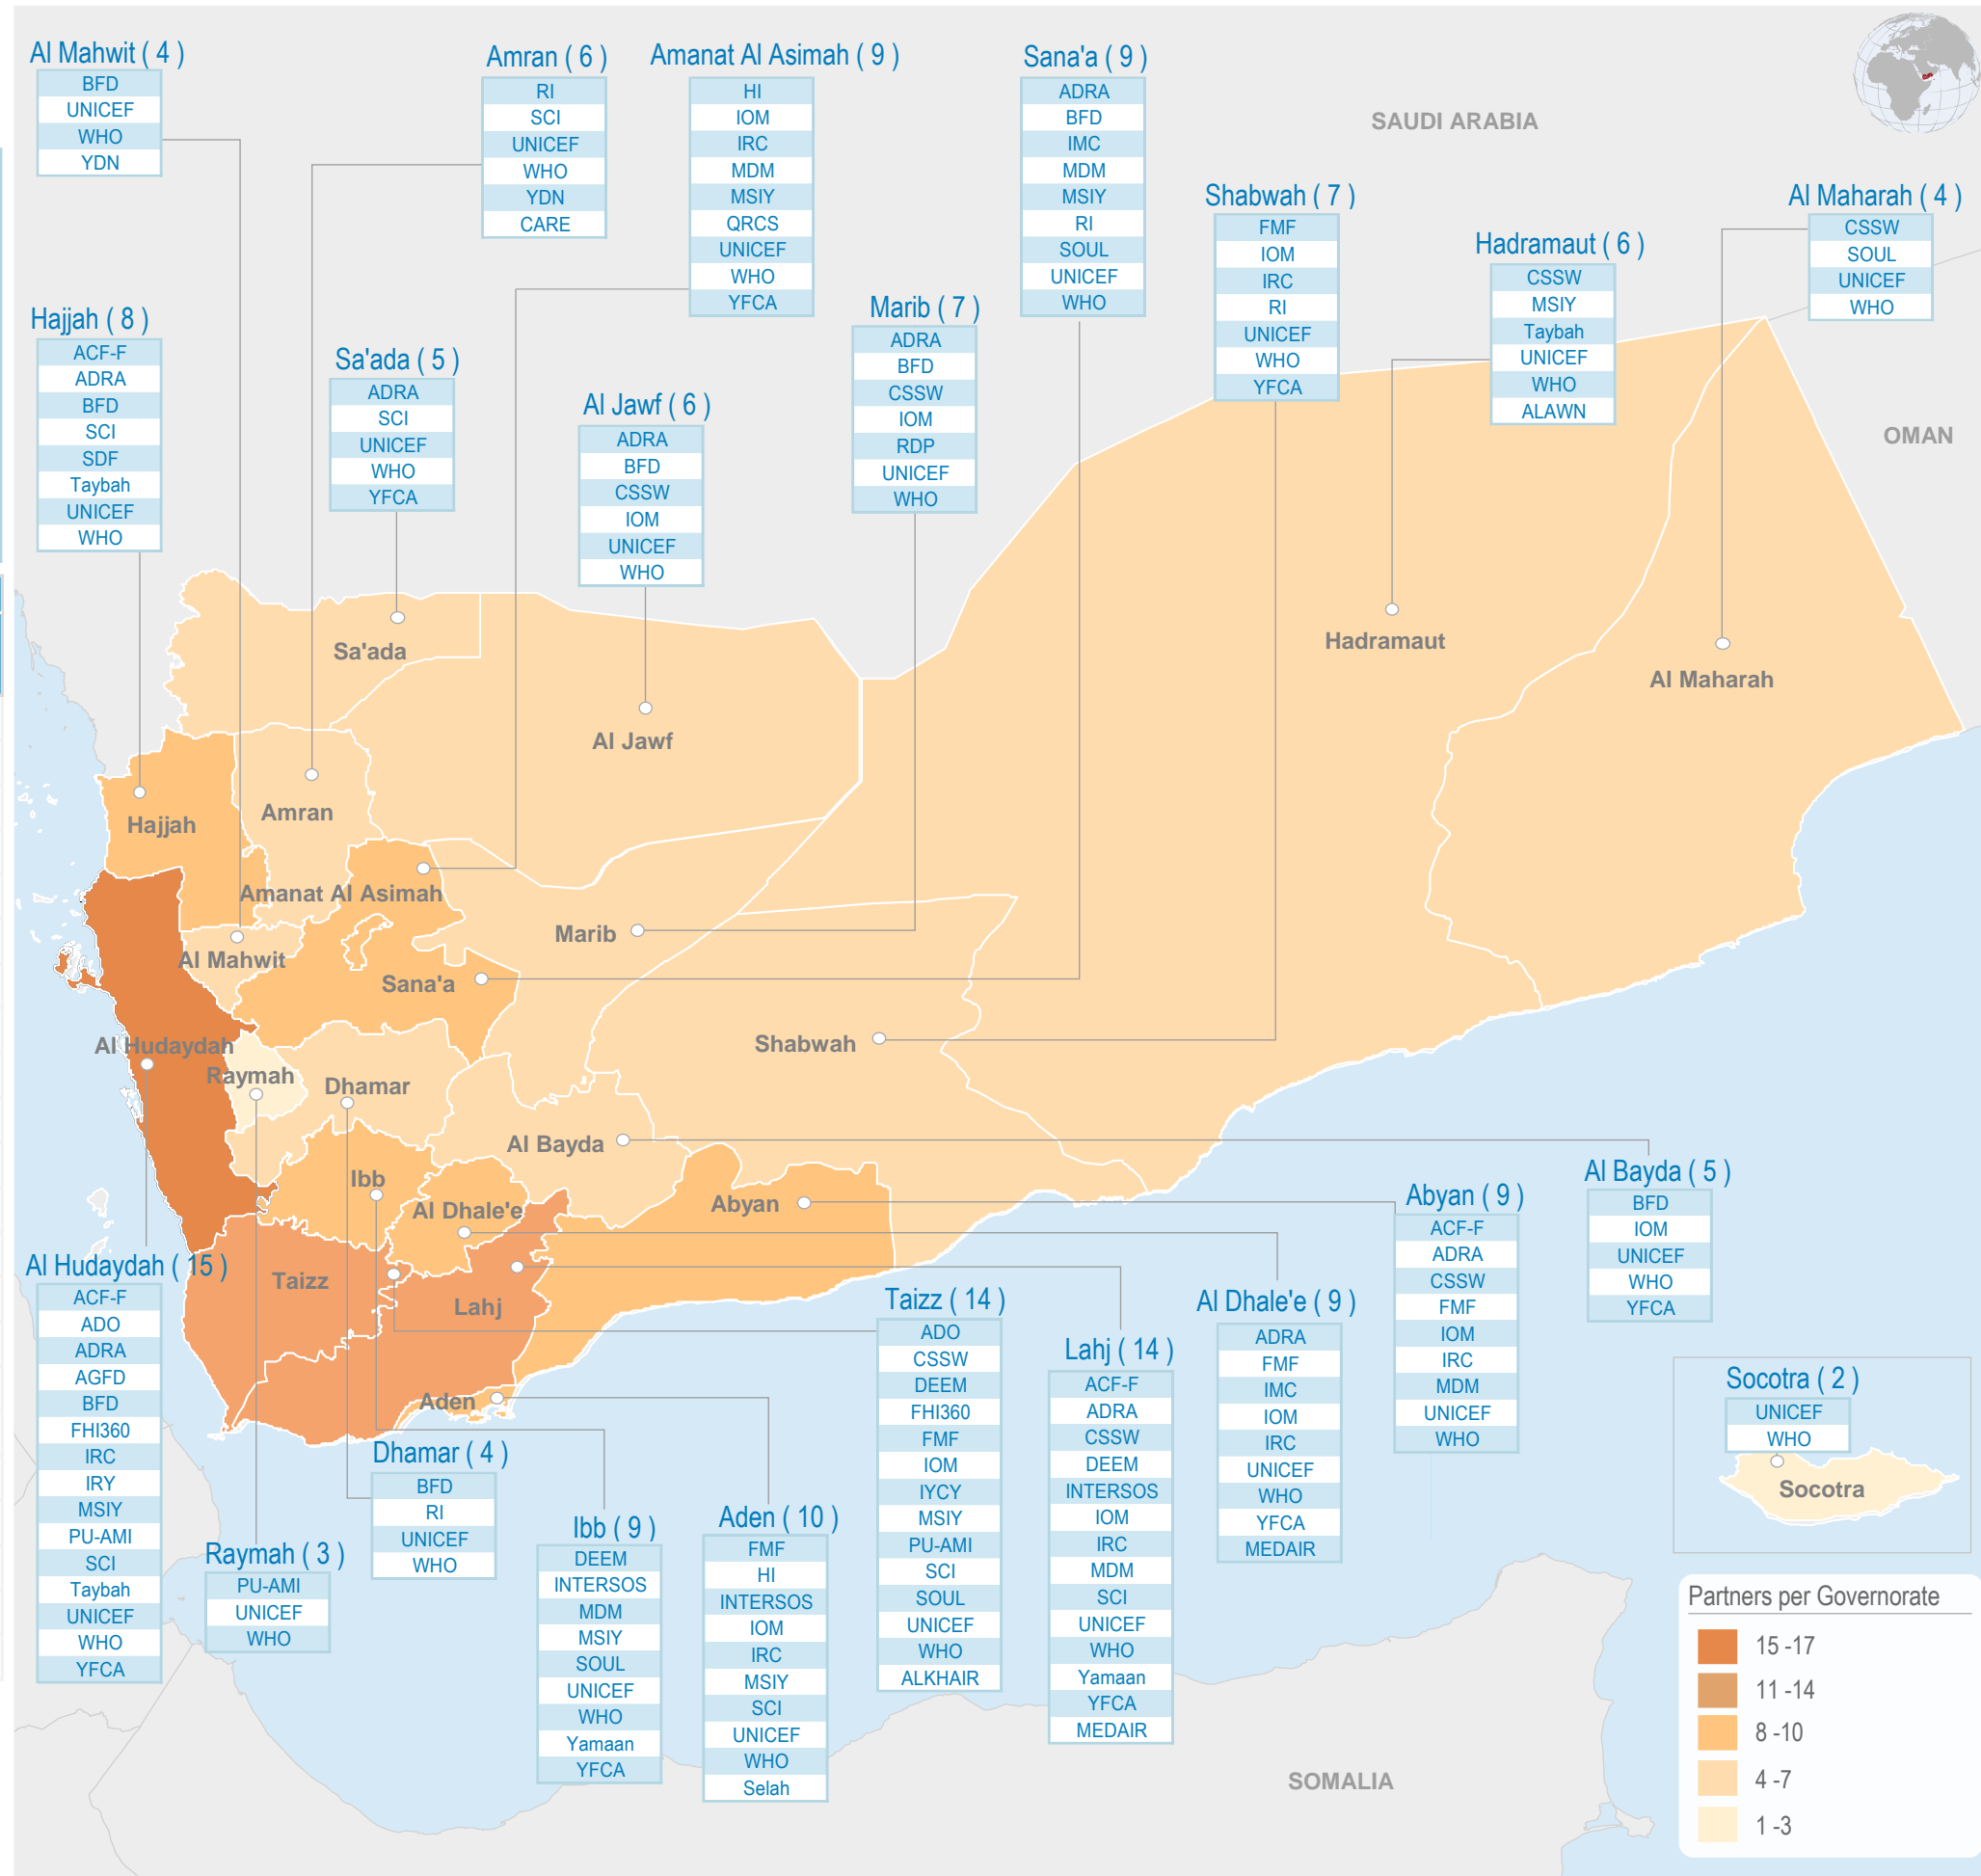 Al Mahwit ( 4 )
BFD
UNICEF
WHO
YDN
Amran ( 6 )
RI
SCI
UNICEF
WHO
YDN
CARE
Amanat Al Asimah ( 9 )
HI
IOM
IRC
MDM
MSIY
QRCS
UNICEF
WHO
YFCA
Sana'a ( 9 )
ADRA
BFD
IMC
MDM
MSIY
RI
SOUL
UNICEF
WHO
SAUDI ARABIA
Shabwah ( 7 )
FMF
IOM
IRC
RI
UNICEF
WHO
YFCA
Hadramaut ( 6 )
CSSW
MSIY
Taybah
UNICEF
WHO
ALAWN
Al Maharah ( 4 )
CSSW
SOUL
UNICEF
WHO
OMAN
Hajjah ( 8 )
ACF-F
ADRA
BFD
SCI
SDF
Taybah
UNICEF
WHO
Sa'ada ( 5 )
ADRA
SCI
UNICEF
WHO
YFCA
Al Jawf ( 6 )
ADRA
BFD
CSSW
IOM
UNICEF
WHO
Marib ( 7 )
ADRA
BFD
CSSW
IOM
RDP
UNICEF
WHO
Sa'ada
Hadramaut
Al Maharah
Al Jawf
Hajjah
Amran
Amanat Al Asimah
Marib
Al Mahwit
Sana'a
Shabwah
Al Hudaydah
Raymah
Dhamar
Al Bayda
Ibb
Al Dhale'e
Abyan
Taizz
Lahj
Aden
Al Hudaydah ( 15 )
ACF-F
ADO
ADRA
AGFD
BFD
FHI360
IRC
IRY
MSIY
PU-AMI
SCI
Taybah
UNICEF
WHO
YFCA
Raymah ( 3 )
PU-AMI
UNICEF
WHO
Dhamar ( 4 )
BFD
RI
UNICEF
WHO
Ibb ( 9 )
DEEM
INTERSOS
MDM
MSIY
SOUL
UNICEF
WHO
Yamaan
YFCA
Aden ( 10 )
FMF
HI
INTERSOS
IOM
IRC
MSIY
SCI
UNICEF
WHO
Selah
Taizz ( 14 )
ADO
CSSW
DEEM
FHI360
FMF
IOM
IYCY
MSIY
PU-AMI
SCI
SOUL
UNICEF
WHO
ALKHAIR
Lahj ( 14 )
ACF-F
ADRA
CSSW
DEEM
INTERSOS
IOM
IRC
MDM
SCI
UNICEF
WHO
Yamaan
YFCA
MEDAIR
Al Dhale'e ( 9 )
ADRA
FMF
IMC
IOM
IRC
UNICEF
WHO
YFCA
MEDAIR
Abyan ( 9 )
ACF-F
ADRA
CSSW
FMF
IOM
IRC
MDM
UNICEF
WHO
Al Bayda ( 5 )
BFD
IOM
UNICEF
WHO
YFCA
Socotra ( 2 )
UNICEF
WHO
Socotra
SOMALIA
Partners per Governorate
15 -17
11 -14
8 -10
4 -7
1 -3